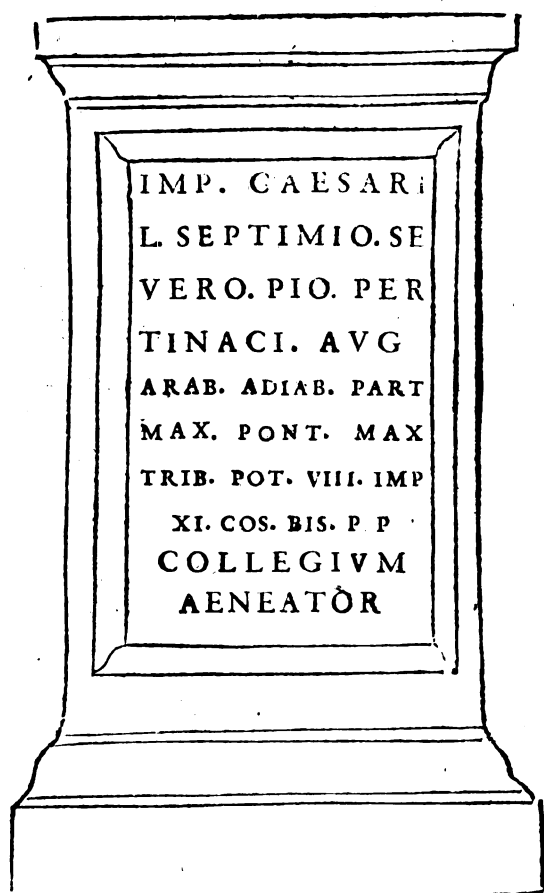 IMP. CAESARI
L. SEPTIMIO. SE
VERO. PIO. PER
TINACI. AVG
ARAB. ADIAB. PART
MAX. PONT. MAX
TRIB. POT. VIII. IMP
XI. COS. BIS. P P
COLLEGIVM
AENEATÒR